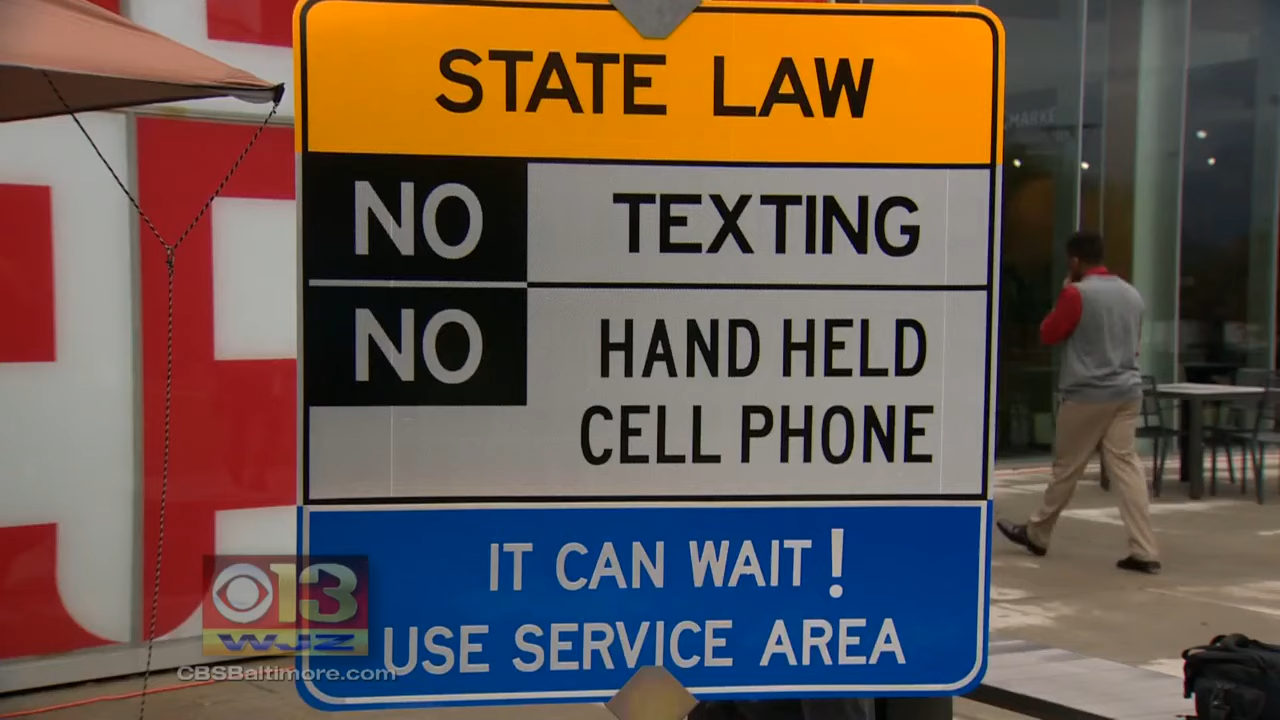 STATE LAW
NO TEXTING
NO HAND HELD
CELL PHONE
IT CAN WAIT!
USE SERVICE AREA
13
WJZ
CBSBaltimore.com